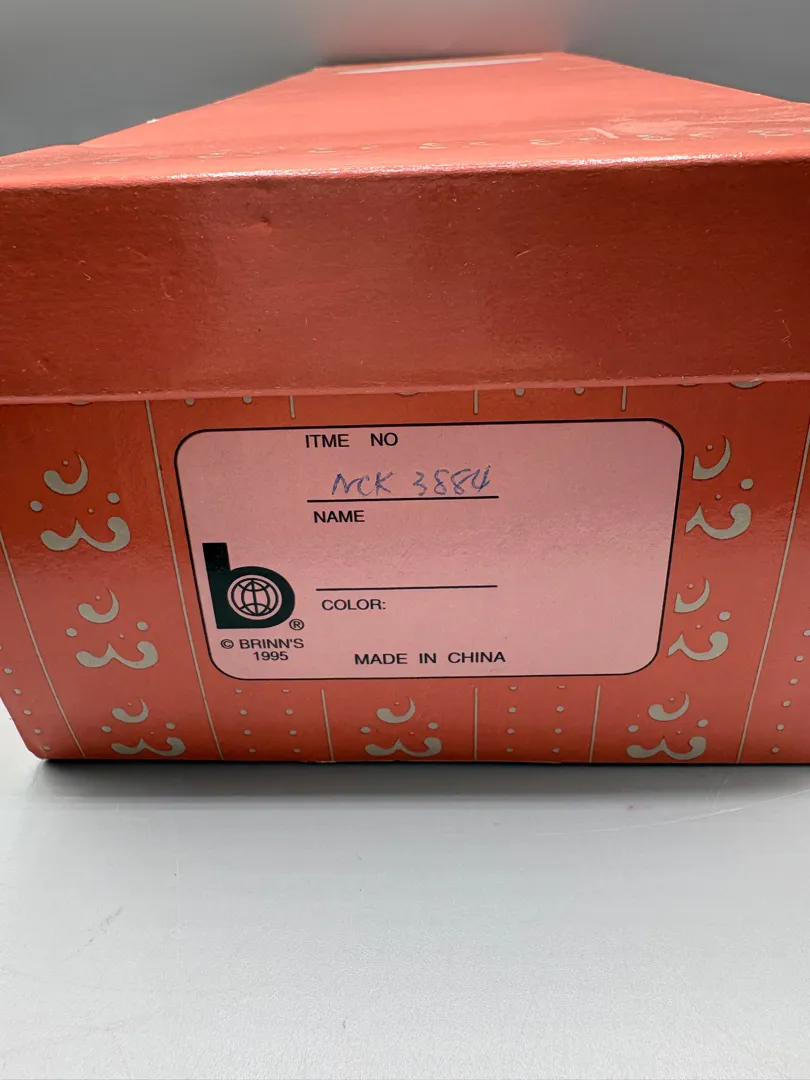 ITME NO
NCK 3884
NAME
COLOR:
b
®
© BRINN'S
1995
MADE IN CHINA